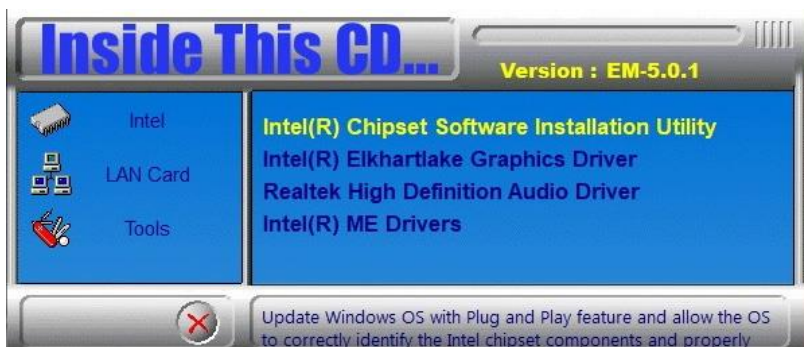 Inside This CD...
Version : EM-5.0.1
Intel
LAN Card
Tools
Intel(R) Chipset Software Installation Utility
Intel(R) Elkhartlake Graphics Driver
Realtek High Definition Audio Driver
Intel(R) ME Drivers
Update Windows OS with Plug and Play feature and allow the OS
to correctly identify the Intel chipset components and properly